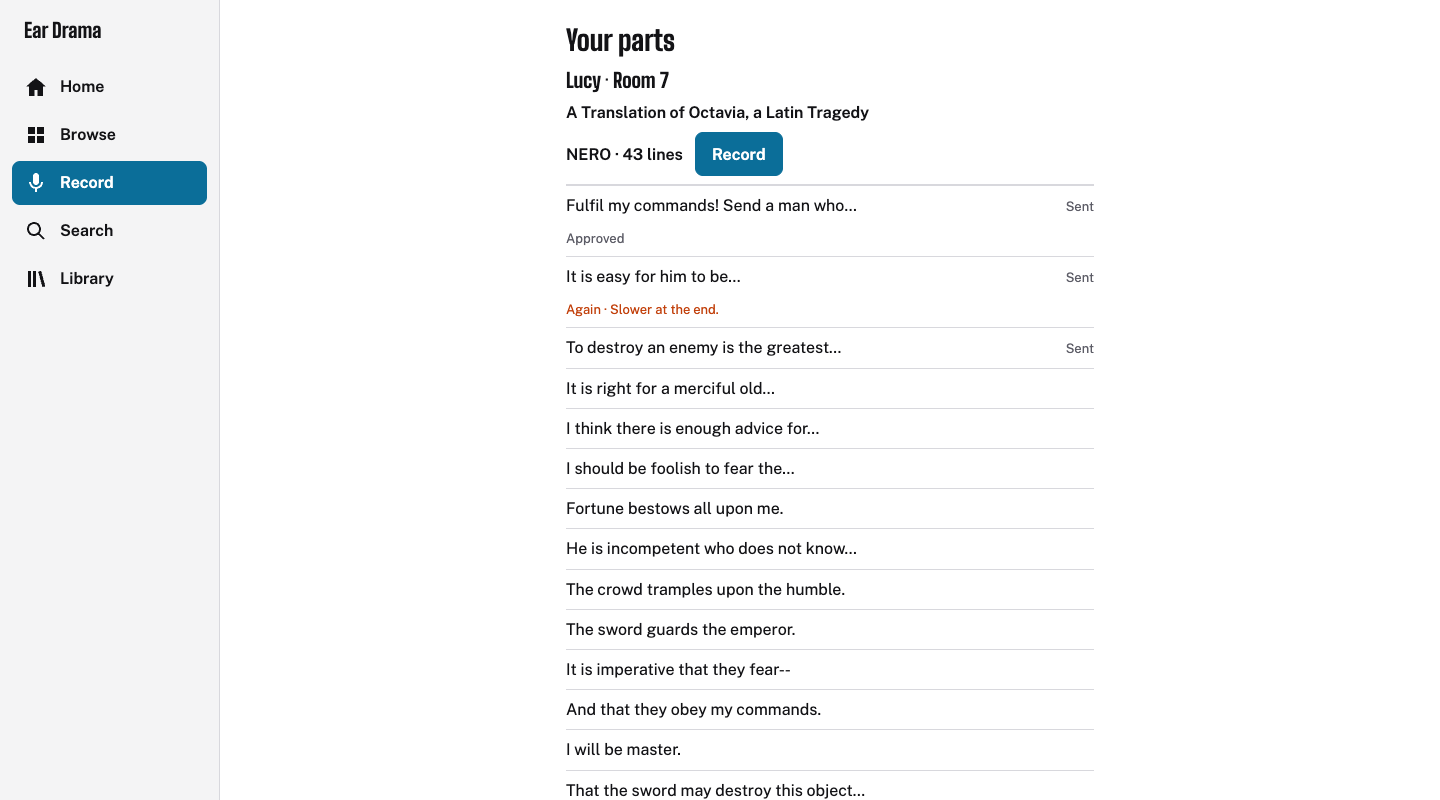 Ear Drama
Home
Browse
Record
Search
Library
Your parts
Lucy · Room 7
A Translation of Octavia, a Latin Tragedy
NERO · 43 lines Record
Fulfil my commands! Send a man who... Sent
Approved
It is easy for him to be... Sent
Again · Slower at the end.
To destroy an enemy is the greatest... Sent
It is right for a merciful old...
I think there is enough advice for...
I should be foolish to fear the...
Fortune bestows all upon me.
He is incompetent who does not know...
The crowd tramples upon the humble.
The sword guards the emperor.
It is imperative that they fear--
And that they obey my commands.
I will be master.
That the sword may destroy this object...